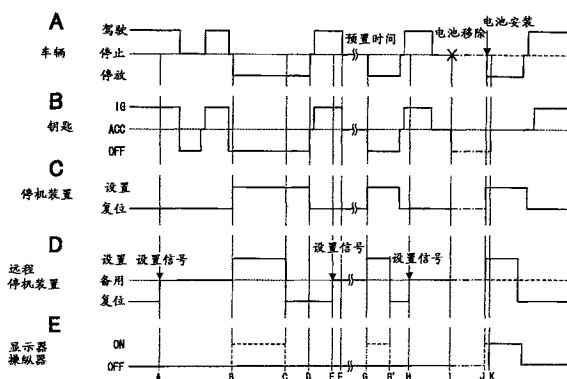 A
车辆
驾驶
停止
停放
预置时间
电池移除
电池安装
B
钥匙
IG
ACC
OFF
C
停机装置
设置
复位
D
远程
停机装置
设置
备用
复位
设置信号
设置信号
设置信号
E
显示器
操纵器
ON
OFF
A B C D E F G G' H I J K